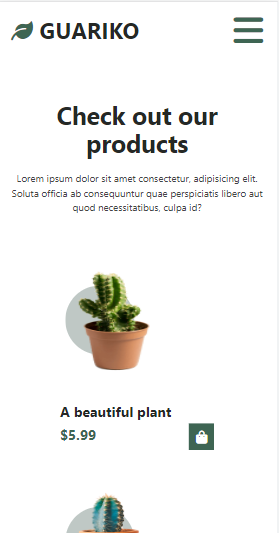 GUARIKO
Check out our
products
Lorem ipsum dolor sit amet consectetur, adipisicing elit.
Soluta officia ab consequuntur quae perspiciatis libero aut
quod necessitatibus, culpa id?
A beautiful plant
$5.99